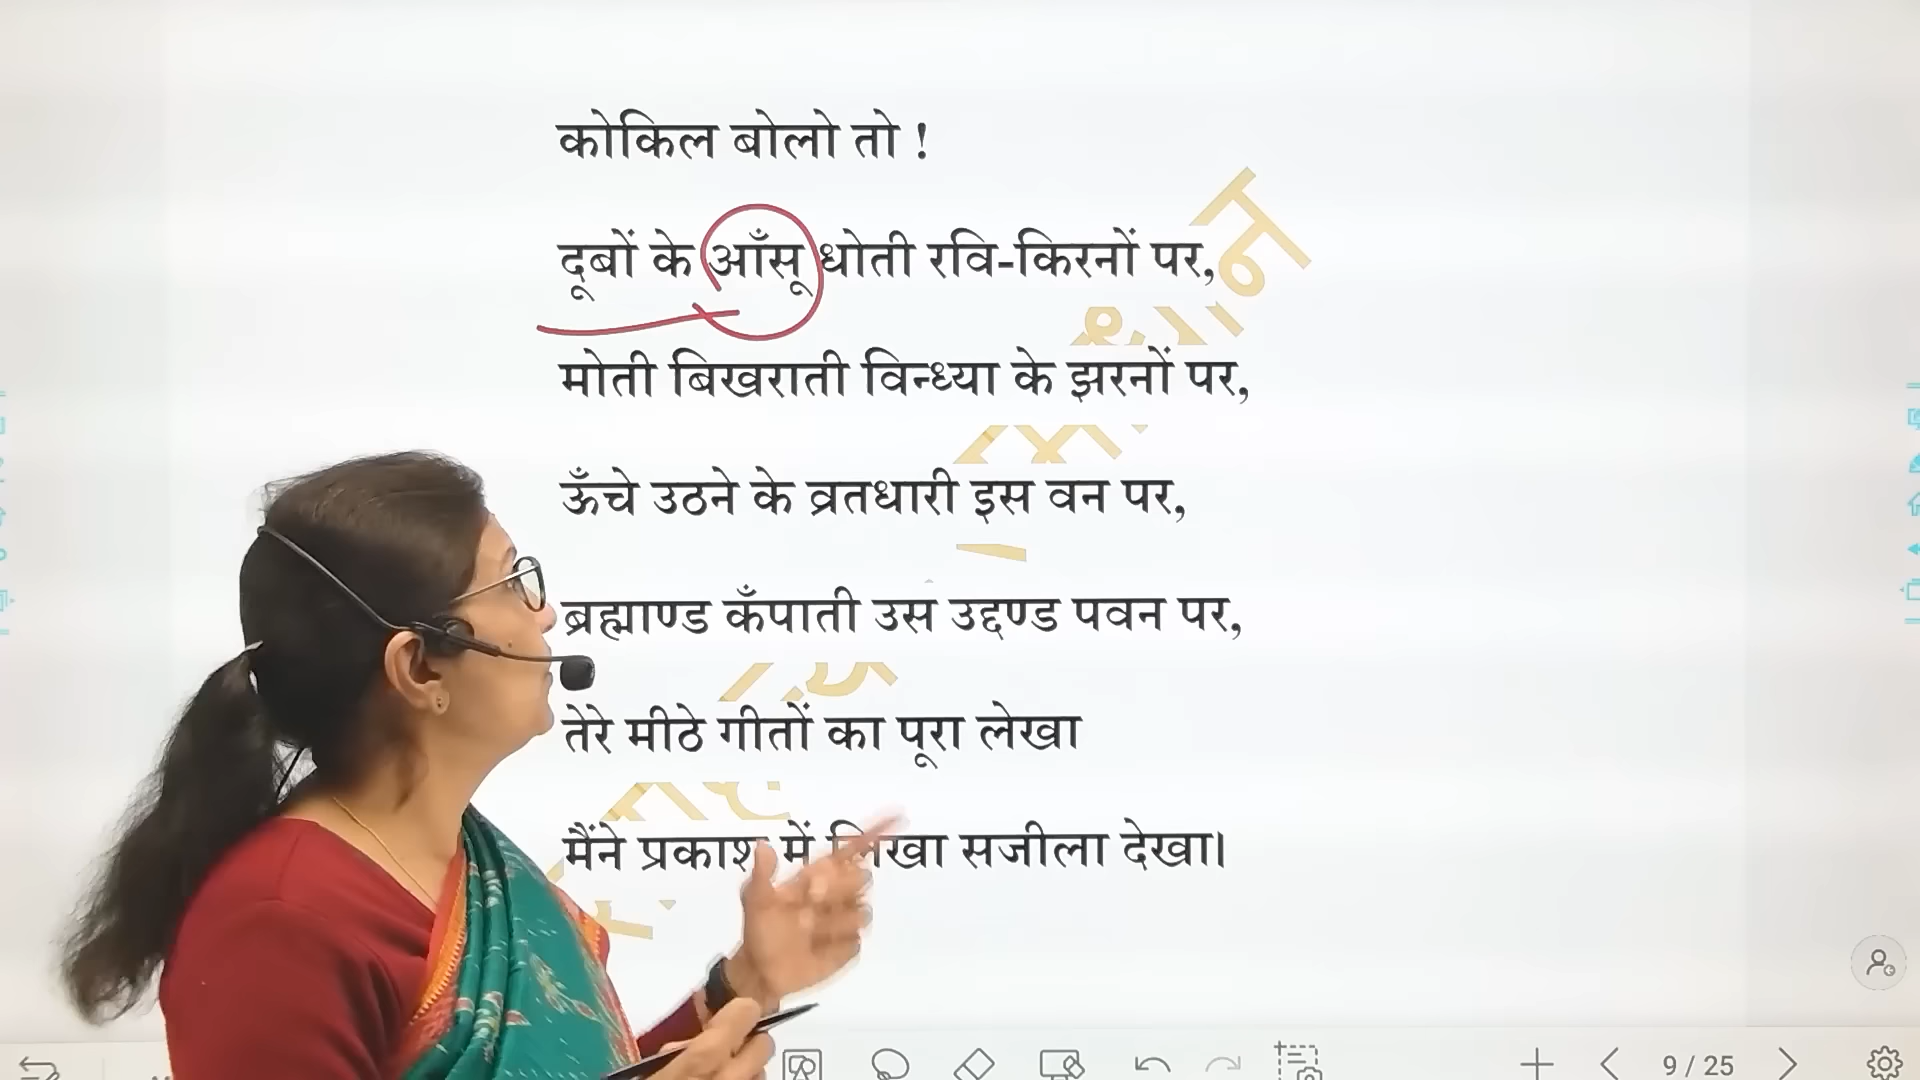 कोकिल बोलो तो !
दूबों के आँसू धोती रवि-किरनों पर,
मोती बिखराती विन्ध्या के झरनों पर,
ऊँचे उठने के व्रतधारी इस वन पर,
ब्रह्माण्ड कँपाती उस उद्दण्ड पवन पर,
तेरे मीठे गीतों का पूरा लेखा
मैंने प्रकाश में लिखा सजीला देखा।
9 / 25